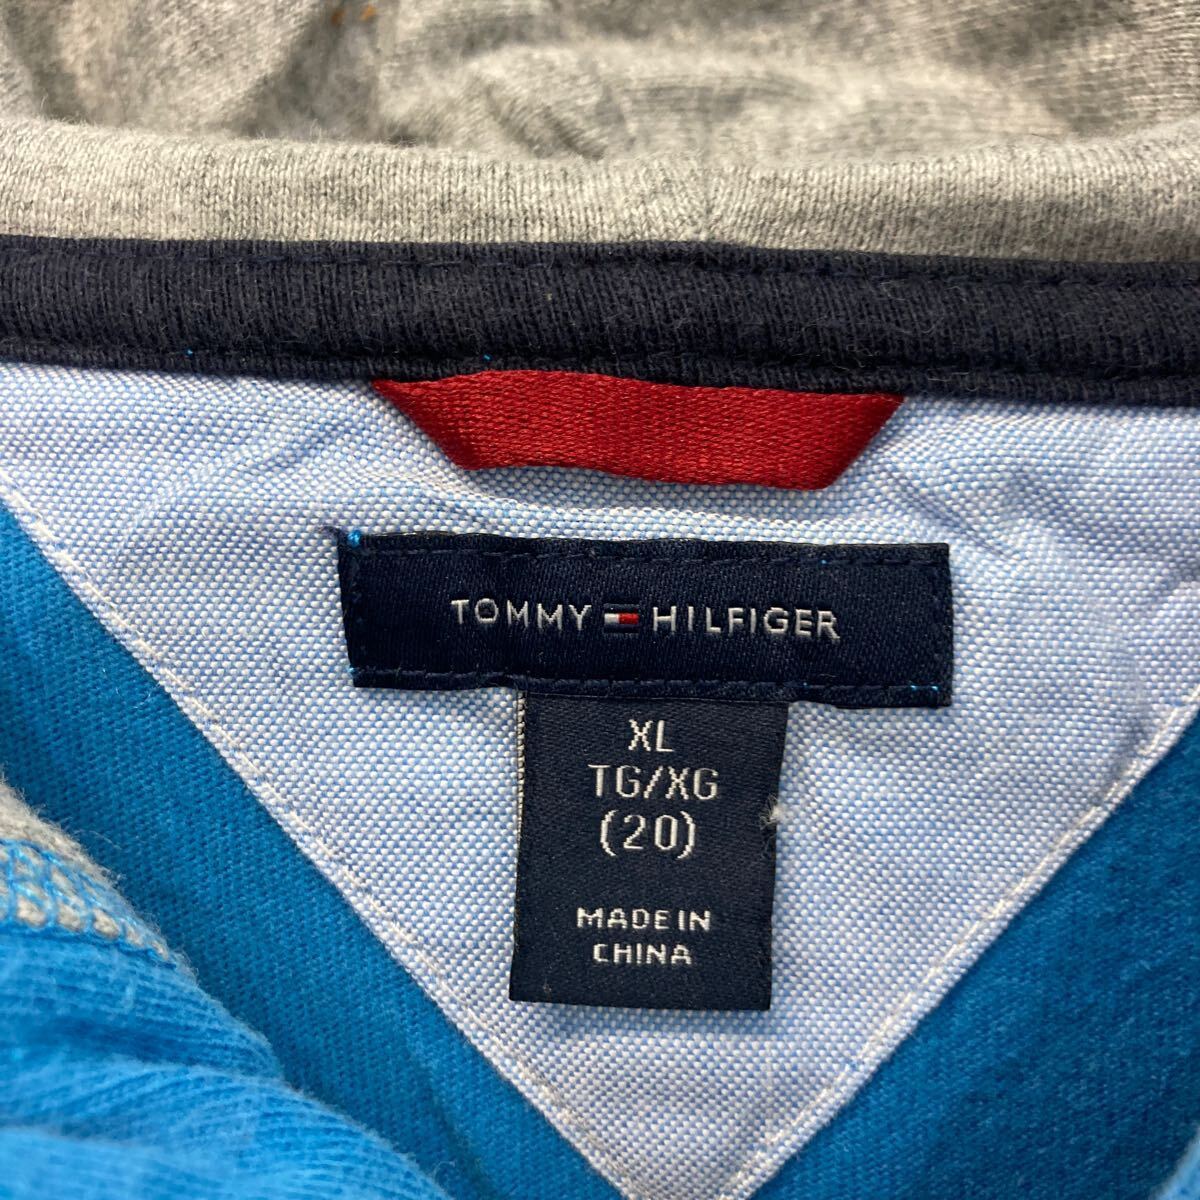 TOMMY HILFIGER
XL
TG/XG
(20)
MADE IN
CHINA